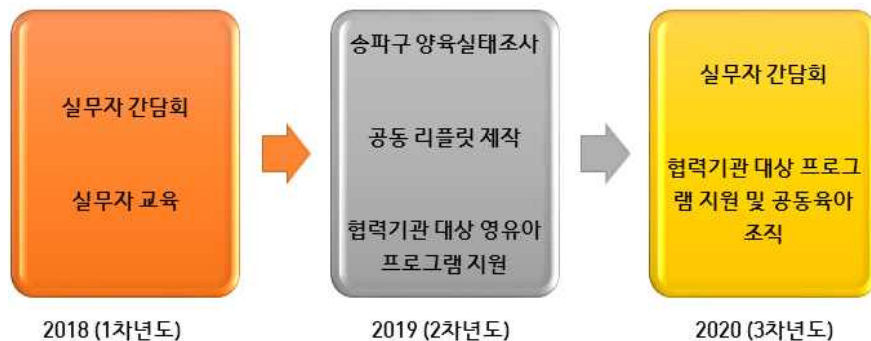 실무자 간담회
실무자 교육
2018 (1차년도)
송파구 양육실태조사
공동 리플릿 제작
협력기관 대상 영유아
프로그램 지원
2019 (2차년도)
실무자 간담회
협력기관 대상 프로그
램 지원 및 공동육아
조직
2020 (3차년도)